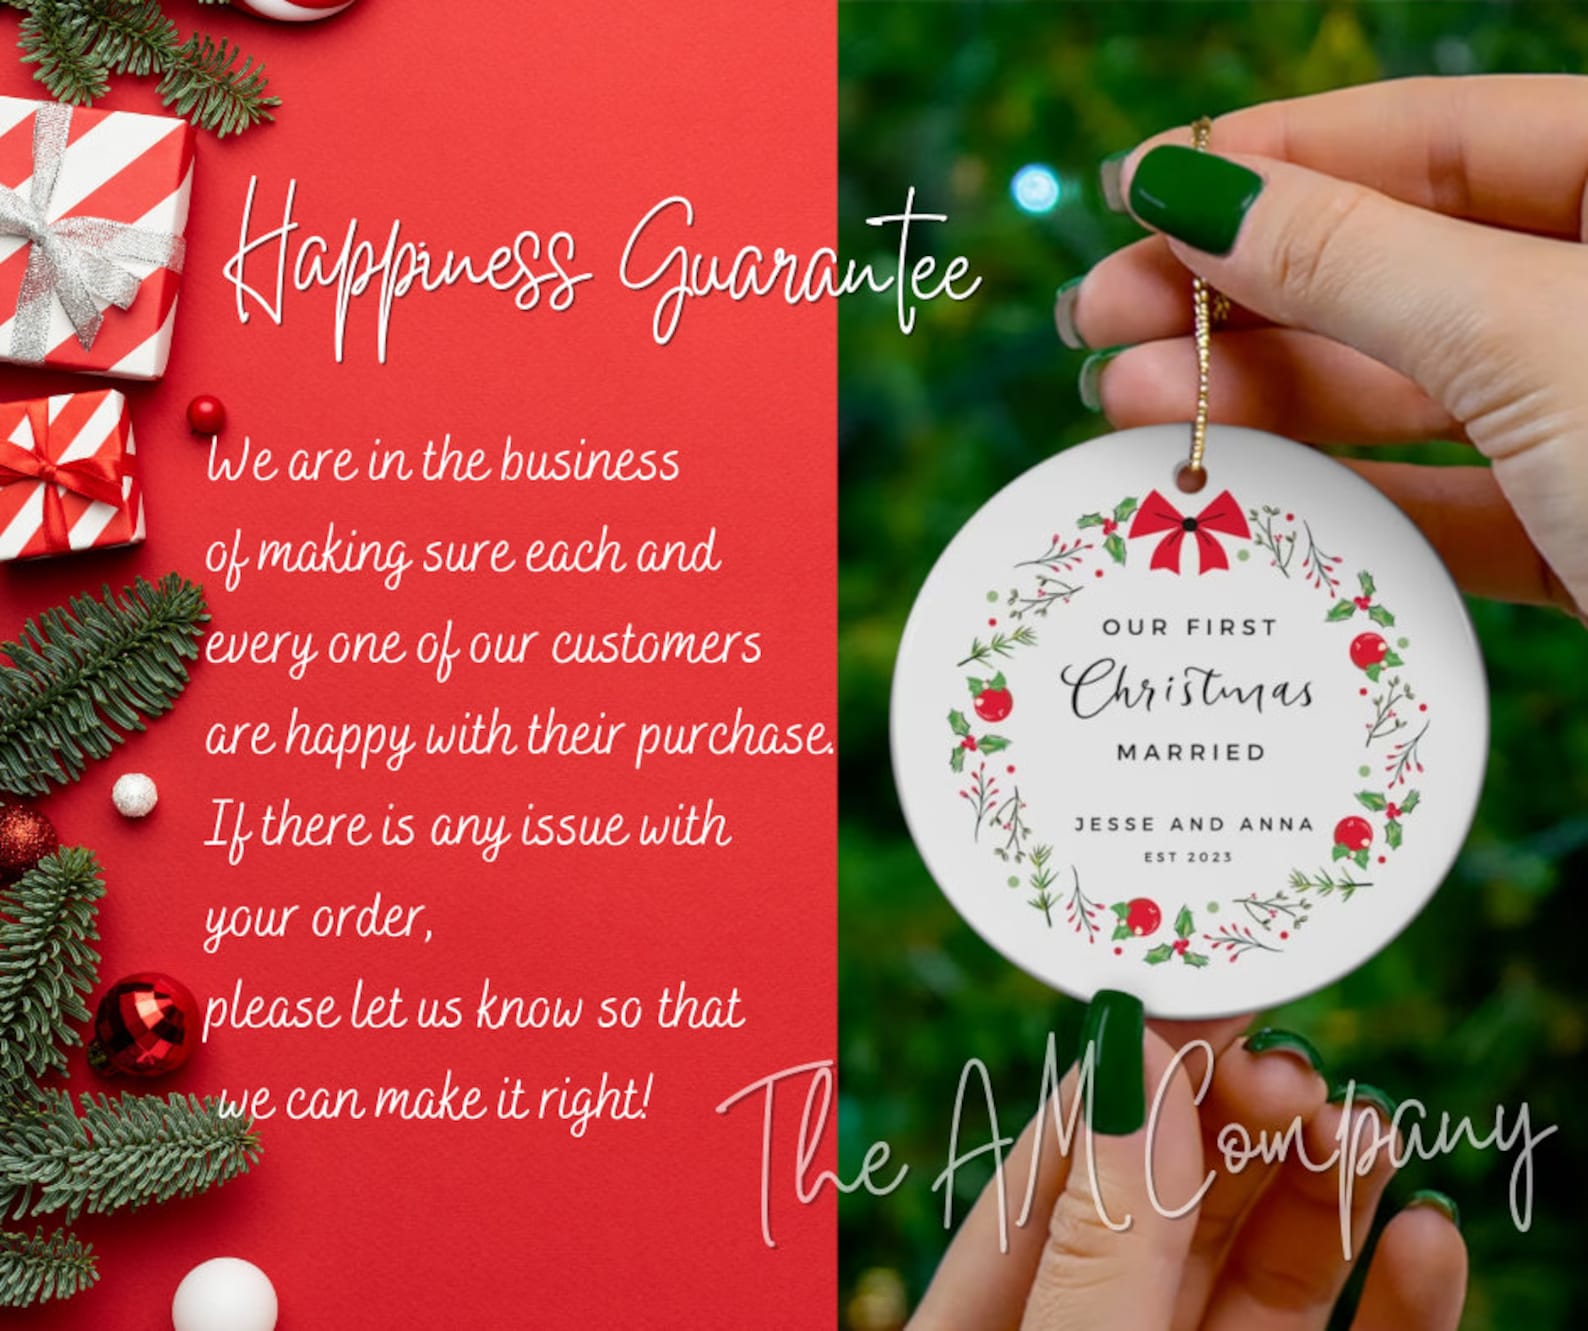 Happiness Guarantee
We are in the business
of making sure each and
every one of our customers
are happy with their purchase.
If there is any issue with
your order,
please let us know so that
we can make it right!
OUR FIRST
Christmas
MARRIED
JESSE AND ANNA
EST 2023
The AM Company